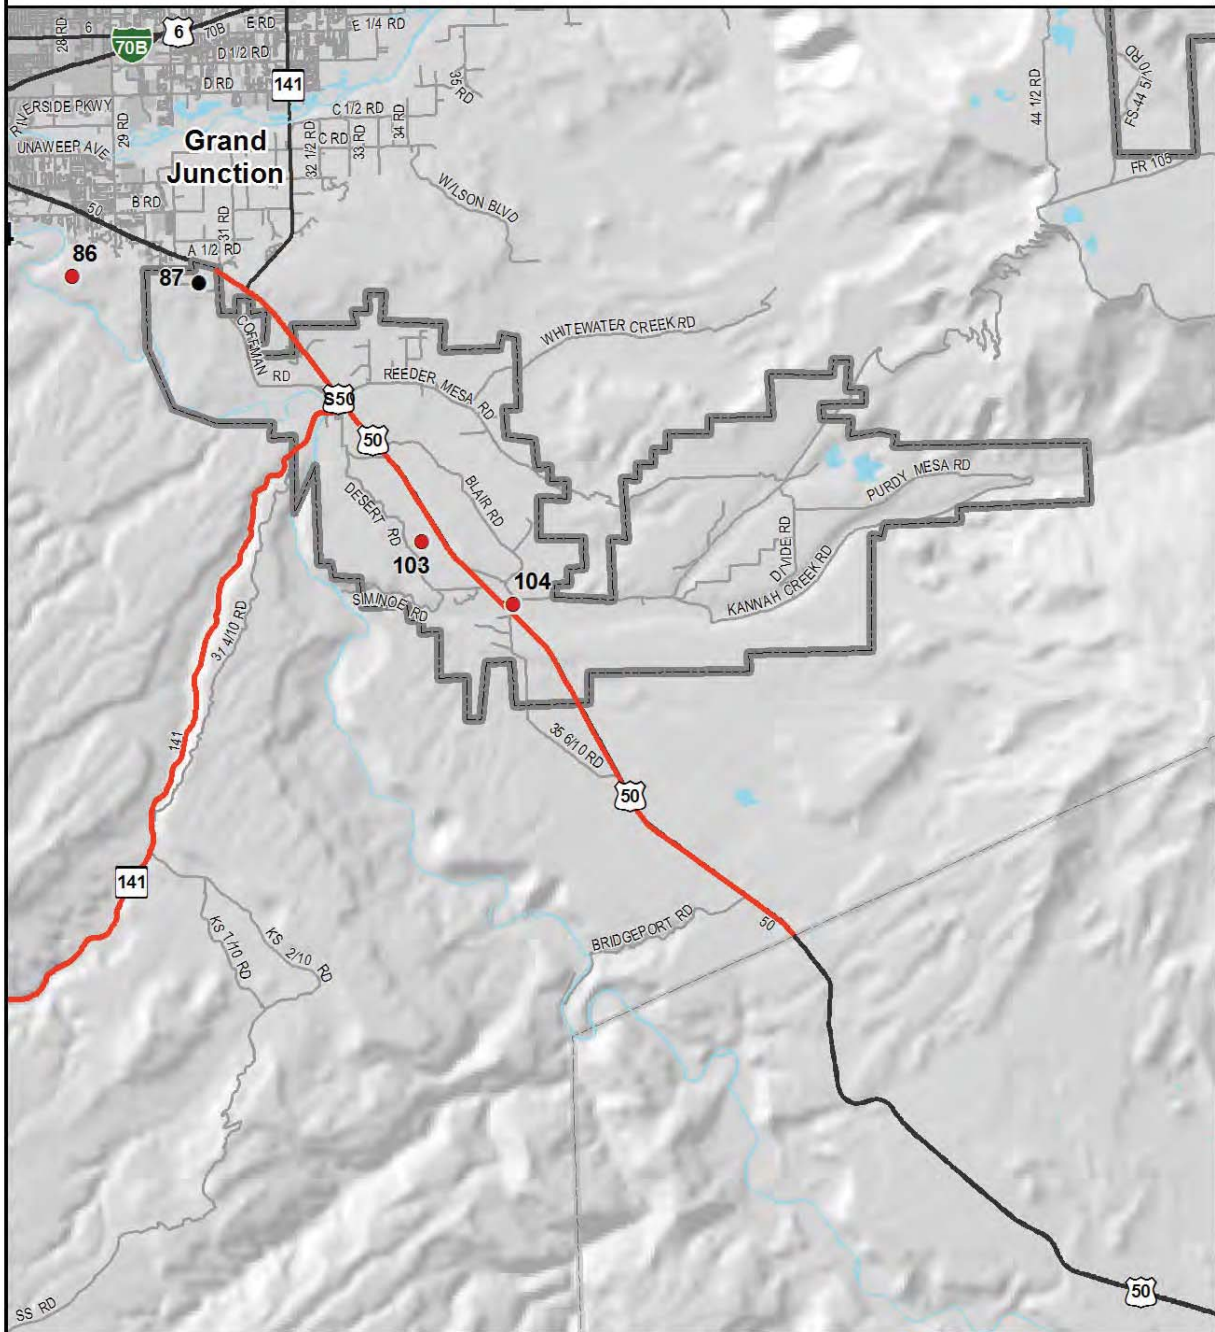 28 RD
6
70B
6
70B
E RD
E 1/4 RD
D 1/2 RD
D RD
141
35 RD
44 1/2 RD
FS-44 5/10 RD
RIVERSIDE PKWY
C 1/2 RD
29 RD
Grand
Junction
32 1/2 RD
C RD
33 RD
34 RD
UNAWEEP AVE
FR 105
B RD
WILSON BLVD
50
31 RD
A 1/2 RD
86
87
COFFMAN
RD
WHITEWATER CREEK RD
REEDER MESA RD
S50
50
BLAIR RD
DESERT RD
PURDY MESA RD
DIVIDE RD
KANNAH CREEK RD
103
104
SIMINOE RD
31 4/10 RD
141
35 6/10 RD
50
141
KS 7/10 RD
KS 2/10 RD
BRIDGEPORT RD
50
50
SS RD